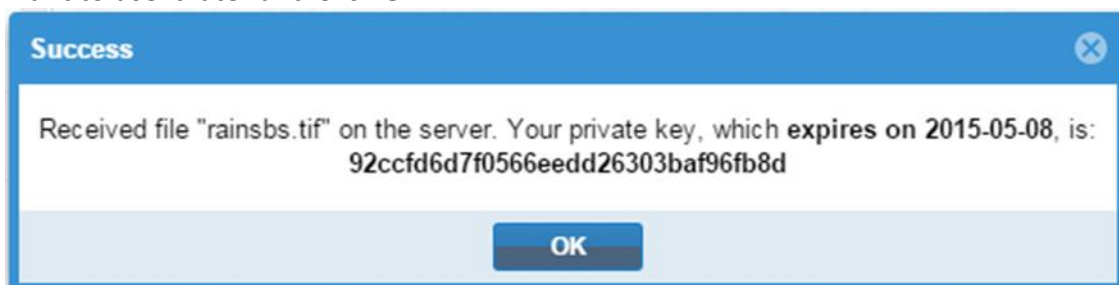 Success
Received file "rainsbs.tif" on the server. Your private key, which expires on 2015-05-08, is:
92ccfd6d7f0566eedd26303baf96fb8d
OK